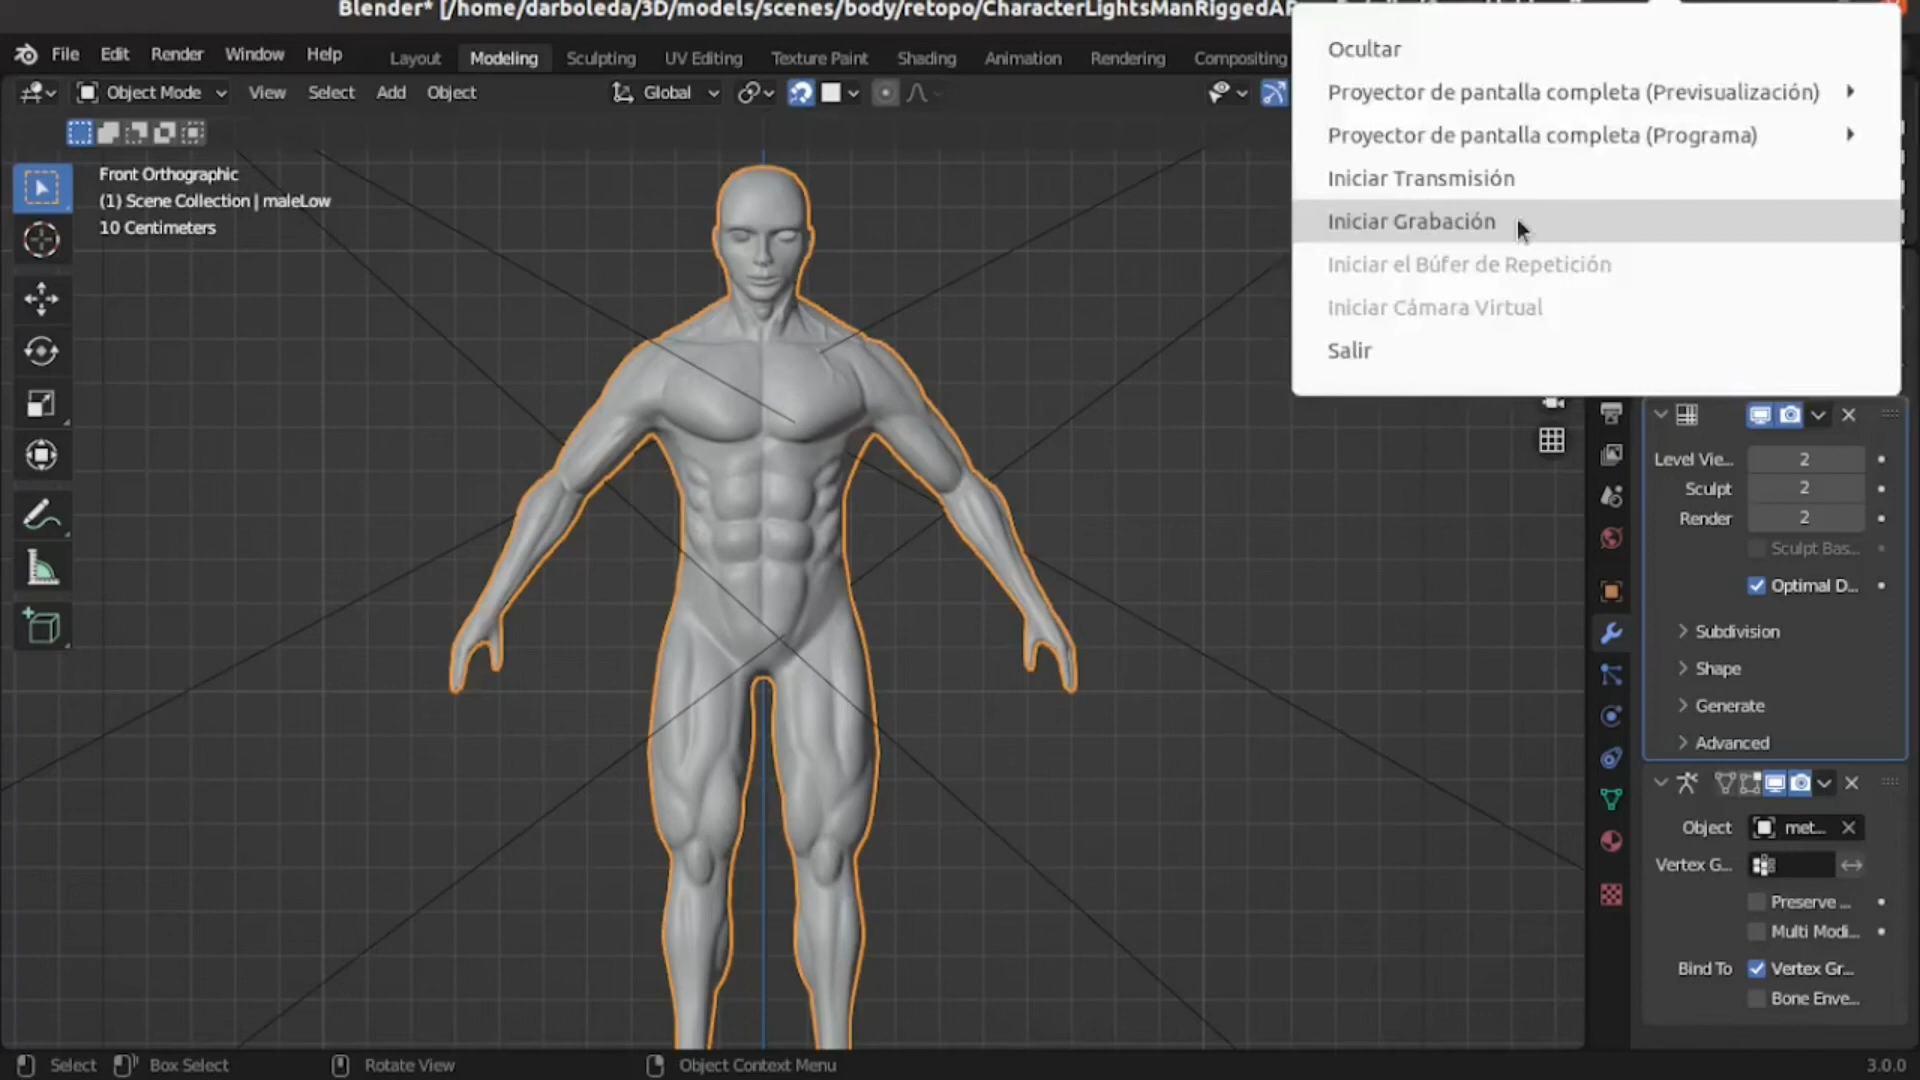 Blender* [/home/darboleda/3D/models/scenes/body/retopo/CharacterLightsManRiggedAP
File Edit Render Window Help
Layout Modeling Sculpting UV Editing Texture Paint Shading Animation Rendering Compositing
Object Mode View Select Add Object Global
Front Orthographic
(1) Scene Collection | maleLow
10 Centimeters
Ocultar
Proyector de pantalla completa (Previsualización)
Proyector de pantalla completa (Programa)
Iniciar Transmisión
Iniciar Grabación
Iniciar el Búfer de Repetición
Iniciar Cámara Virtual
Salir
Level Vie... 2
Sculpt 2
Render 2
Sculpt Bas...
Optimal D...
Subdivision
Shape
Generate
Advanced
Object met...
Vertex G...
Preserve ...
Multi Modi...
Bind To Vertex Gr...
Bone Enve...
Select Box Select Rotate View Object Context Menu 3.0.0